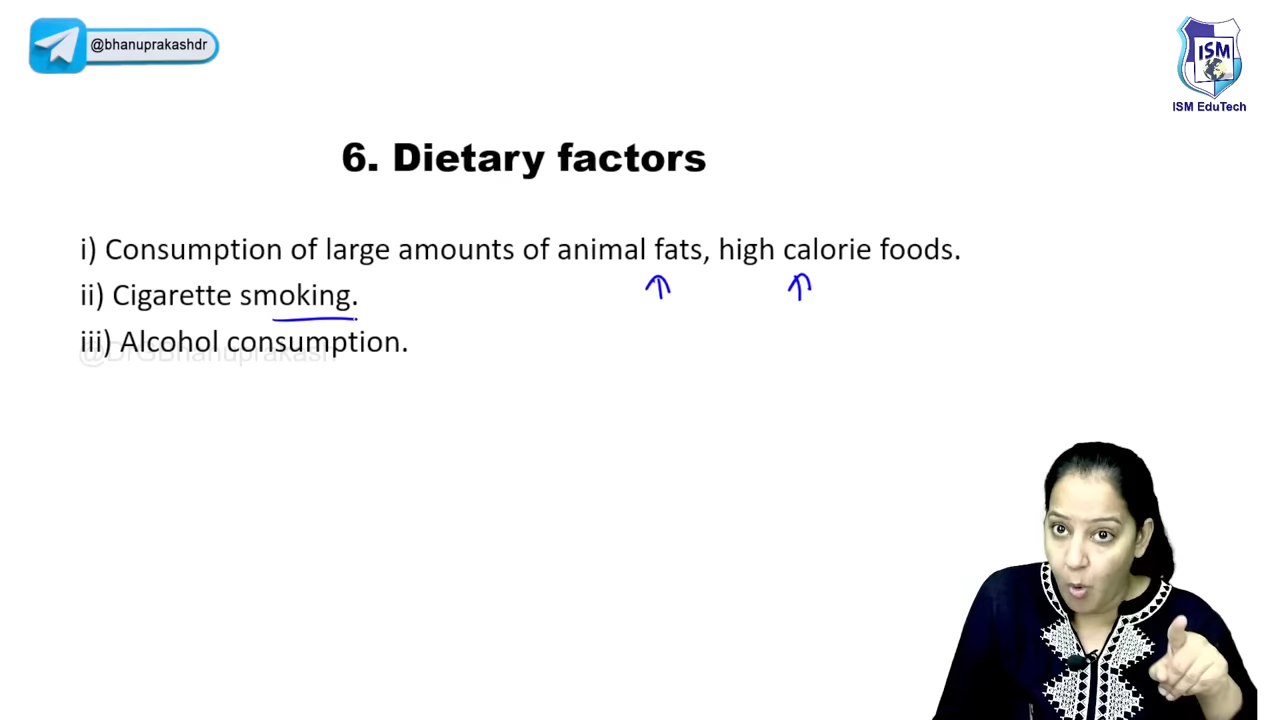 @bhanuprakashdr
ISM
ISM EduTech
6. Dietary factors
i) Consumption of large amounts of animal fats, high calorie foods.
ii) Cigarette smoking.
iii) Alcohol consumption.
@DrGBhanuprakash